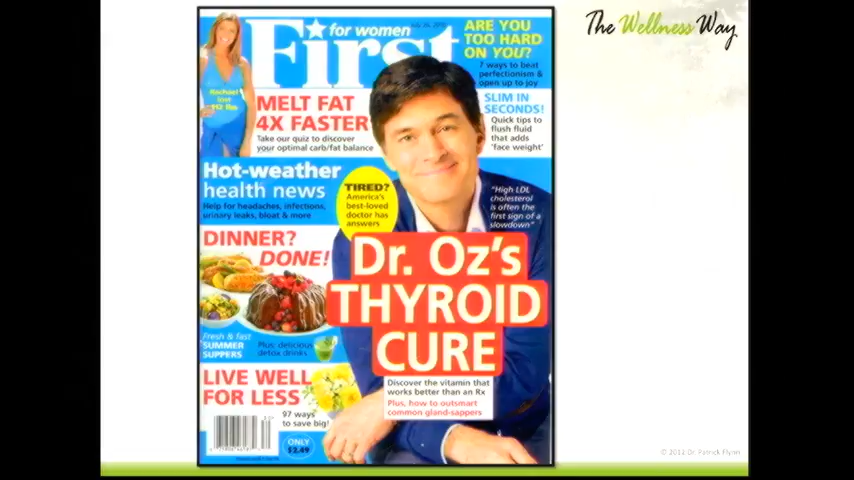 The Wellness Way
First
for women
ARE YOU
TOO HARD
ON YOU?
7 ways to beat
perfectionism &
open up to joy
Rachael
lost
MELT FAT
4X FASTER
Take our quiz to discover
your optimal carb/fat balance
SLIM IN
SECONDS!
Quick tips to
flush fluid
that adds
'face weight'
Hot-weather
health news
Help for headaches, infections,
urinary leaks, bloat & more
TIRED?
America's
best-loved
doctor has
answers
"High LDL
cholesterol
is often the
first sign of a
slowdown"
DINNER?
DONE!
Dr. Oz's
THYROID
CURE
Fresh & fast
SUMMER
SUPPERS
Plus: delicious
detox drinks
Discover the vitamin that
works better than an Rx
Plus, how to outsmart
common gland-sappers
LIVE WELL
FOR LESS
97 ways
to save big!
ONLY
$2.49
© 2012 Dr. Patrick Flynn